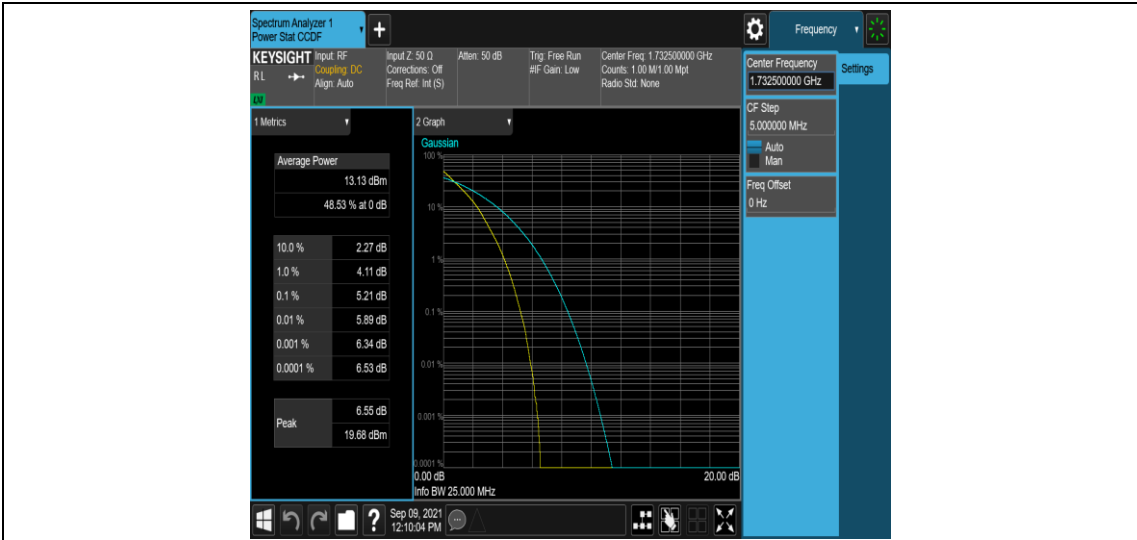 Spectrum Analyzer 1
Power Stat CCDF
+
Frequency
KEYSIGHT
RL
LXI
Input: RF
Coupling: DC
Align: Auto
Input Z: 50 Ω
Corrections: Off
Freq Ref: Int (S)
Atten: 50 dB
Trig: Free Run
#IF Gain: Low
Center Freq: 1.732500000 GHz
Counts: 1.00 M/1.00 Mpt
Radio Std: None
Center Frequency
1.732500000 GHz
Settings
CF Step
5.000000 MHz
Auto
Man
Freq Offset
0 Hz
1 Metrics
Average Power
13.13 dBm
48.53 % at 0 dB
10.0 % 2.27 dB
1.0 % 4.11 dB
0.1 % 5.21 dB
0.01 % 5.89 dB
0.001 % 6.34 dB
0.0001 % 6.53 dB
Peak
6.55 dB
19.68 dBm
2 Graph
Gaussian
100 %
10 %
1 %
0.1 %
0.01 %
0.001 %
0.0001 %
0.00 dB 20.00 dB
Info BW 25.000 MHz
?
Sep 09, 2021
12:10:04 PM